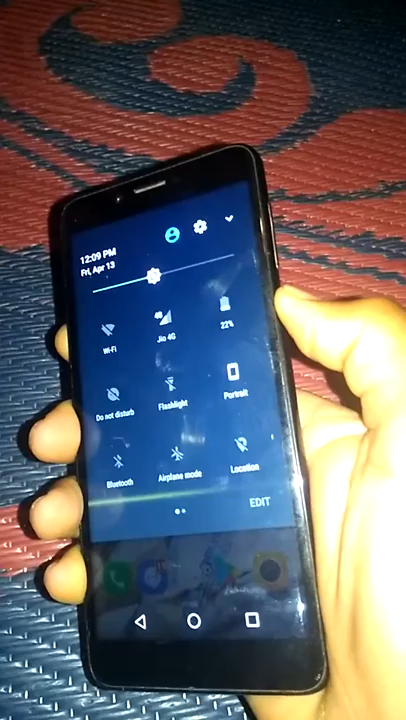 12:09 PM
Fri, Apr 13
4G
Wi-Fi
Jio 4G
22%
Do not disturb
Flashlight
Portrait
Bluetooth
Airplane mode
Location
EDIT